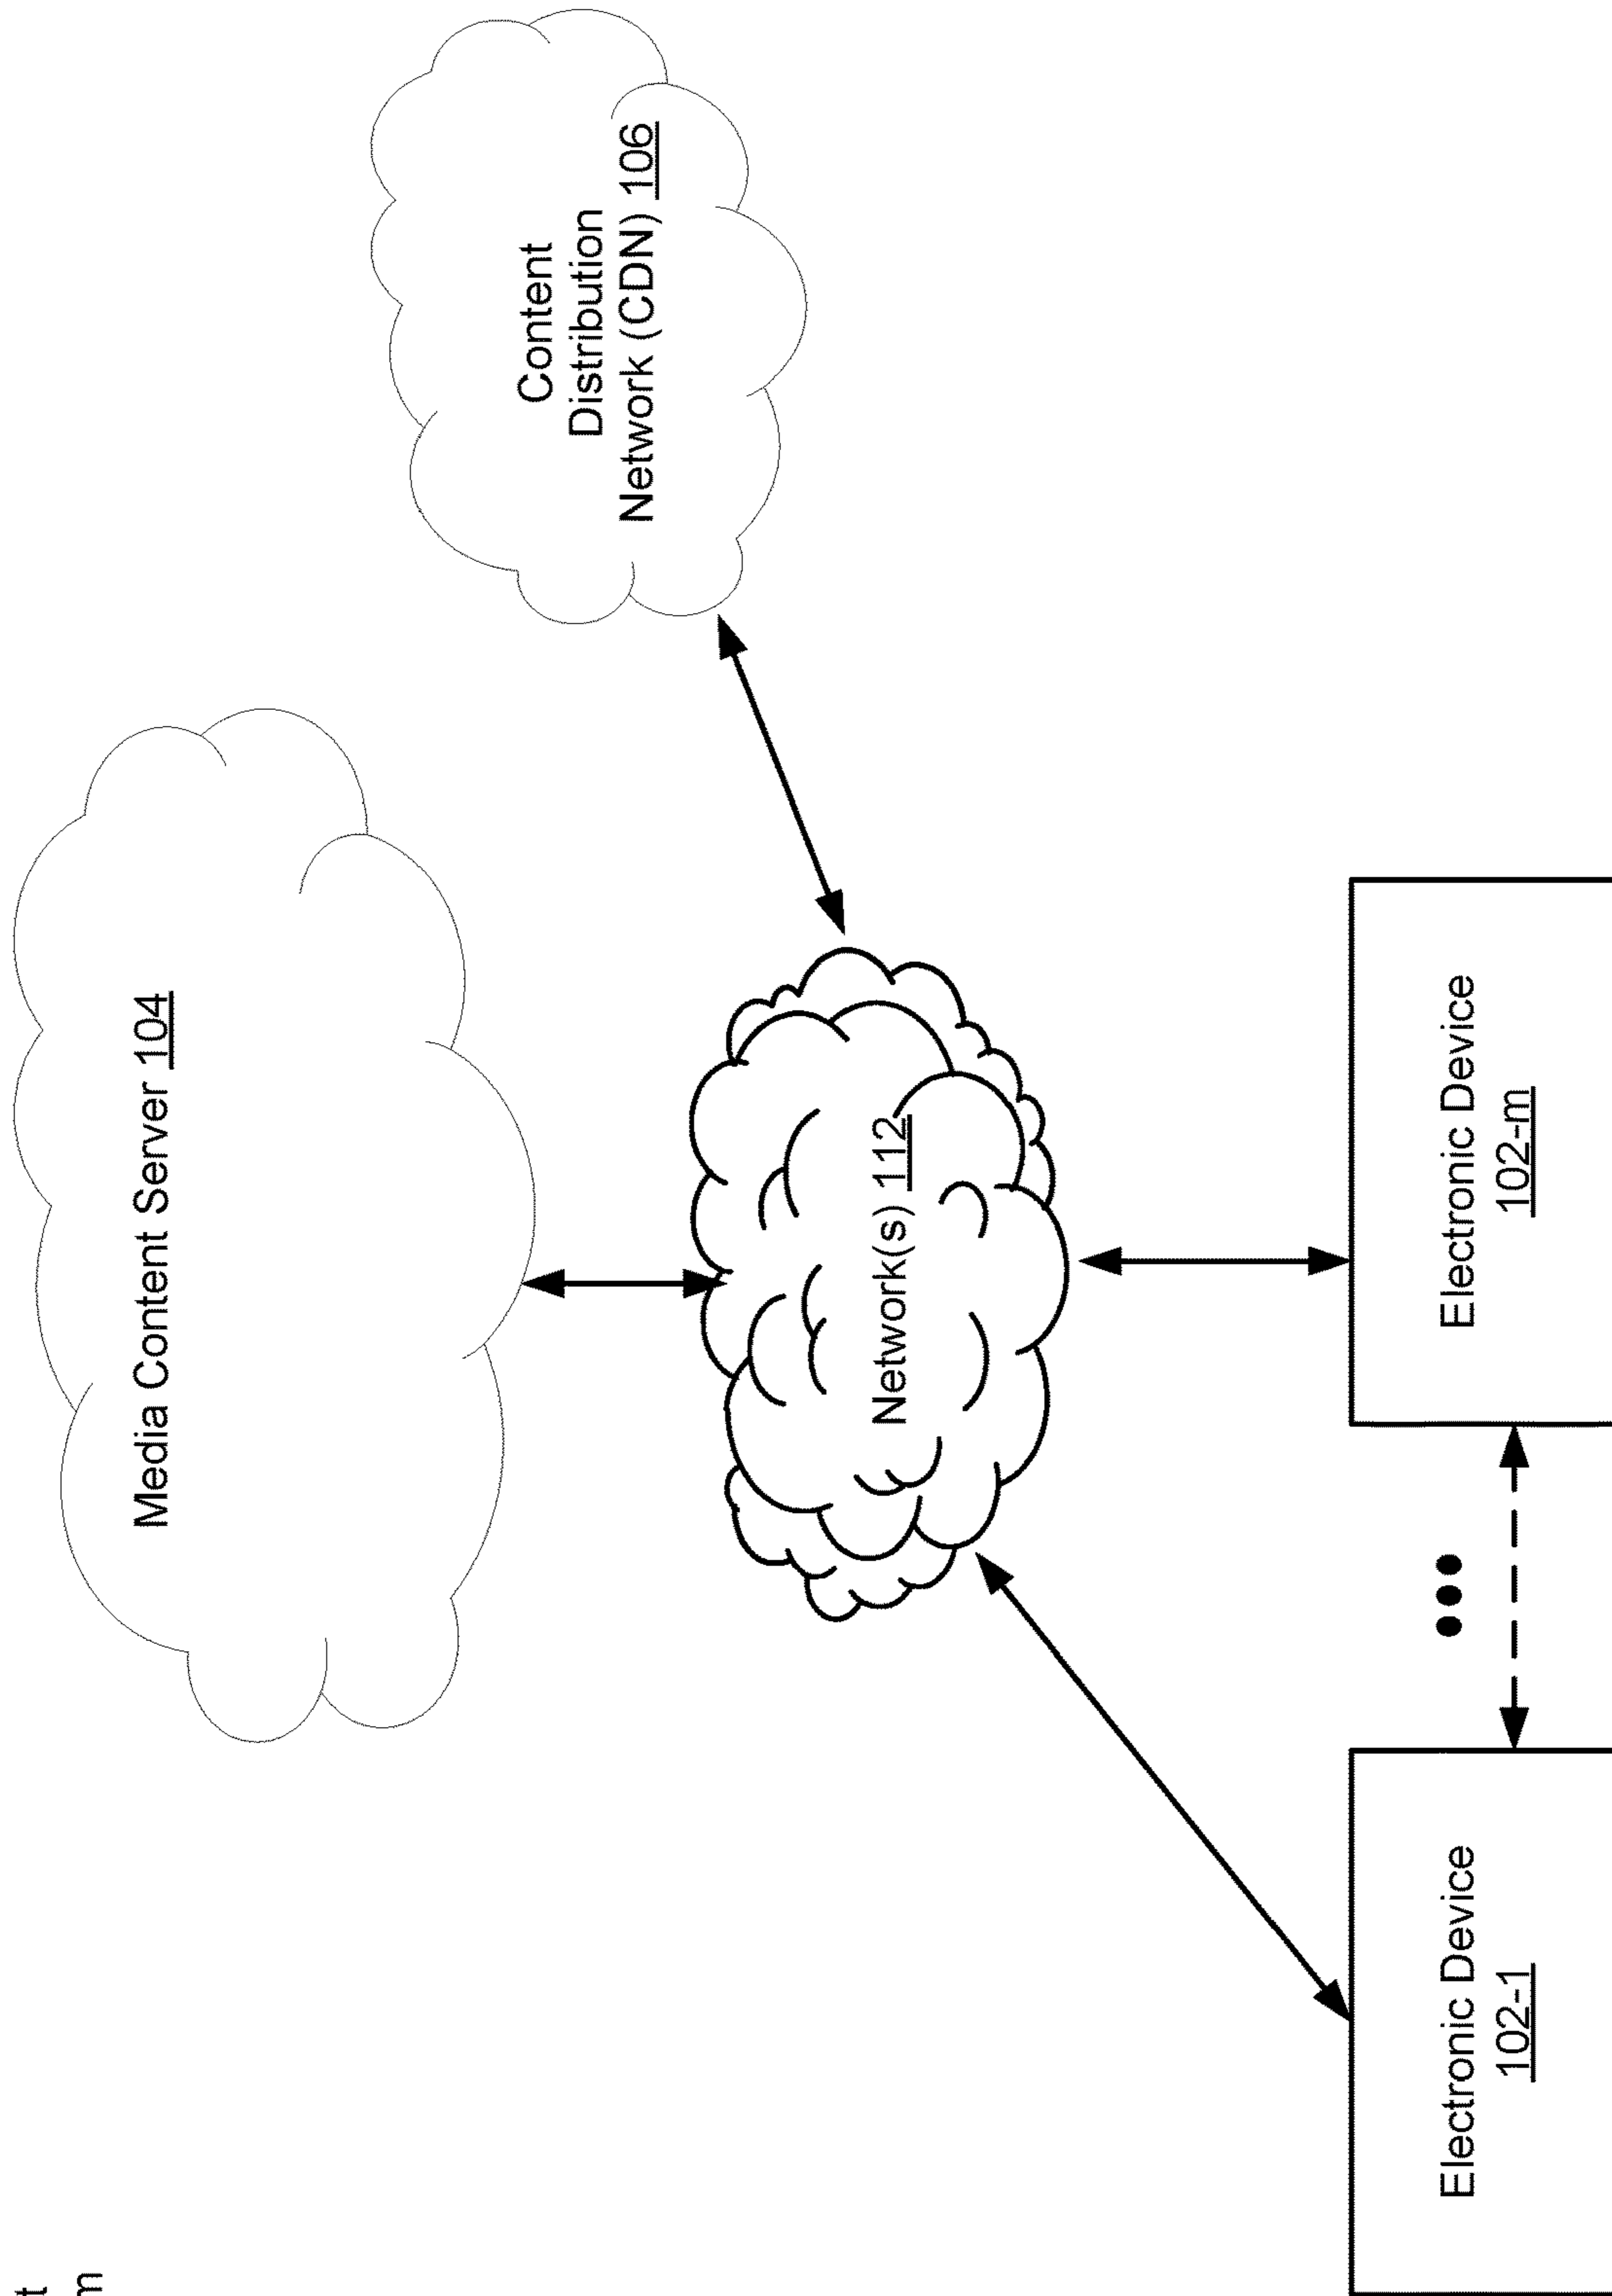 Media Content Server 104
Content
Distribution
Network (CDN) 106
Network(s) 112
Electronic Device
102-1
Electronic Device
102-m